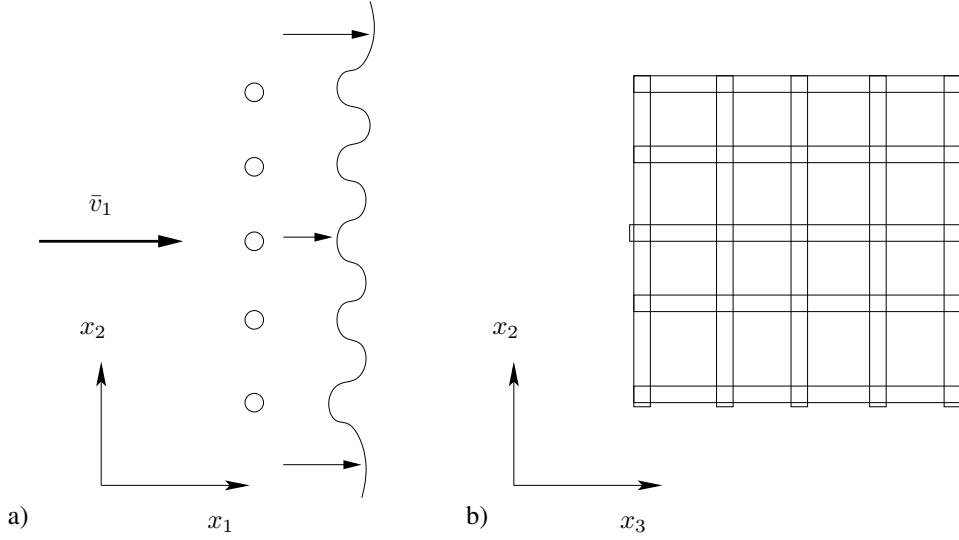 v̄₁
x₂
x₁
a)
x₂
x₃
b)